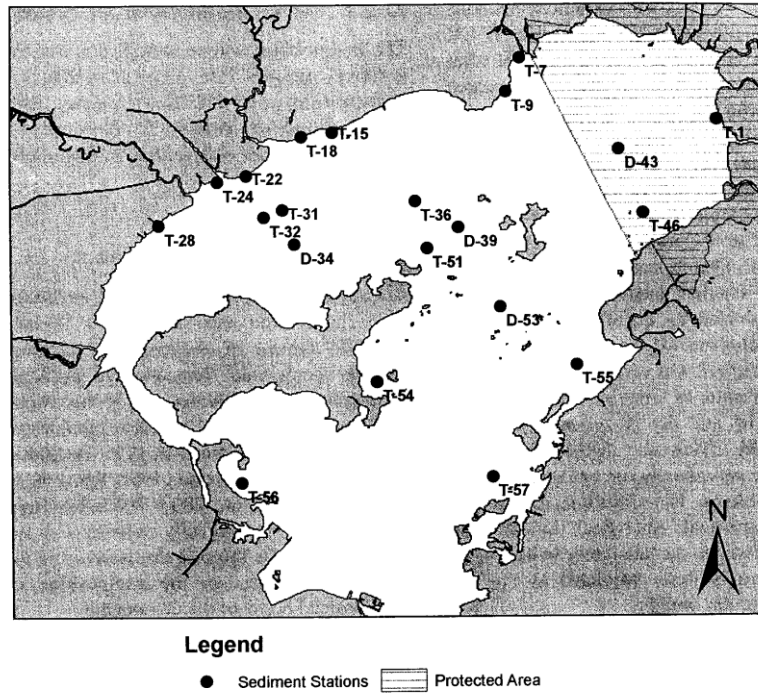 T-7
T-9
T-1
T-15
T-18
D-43
T-22
T-24
T-31
T-36
T-46
T-32
T-28
D-39
D-34
T-51
D-53
T-55
T-54
T-56
T-57
N
Legend
Sediment Stations Protected Area